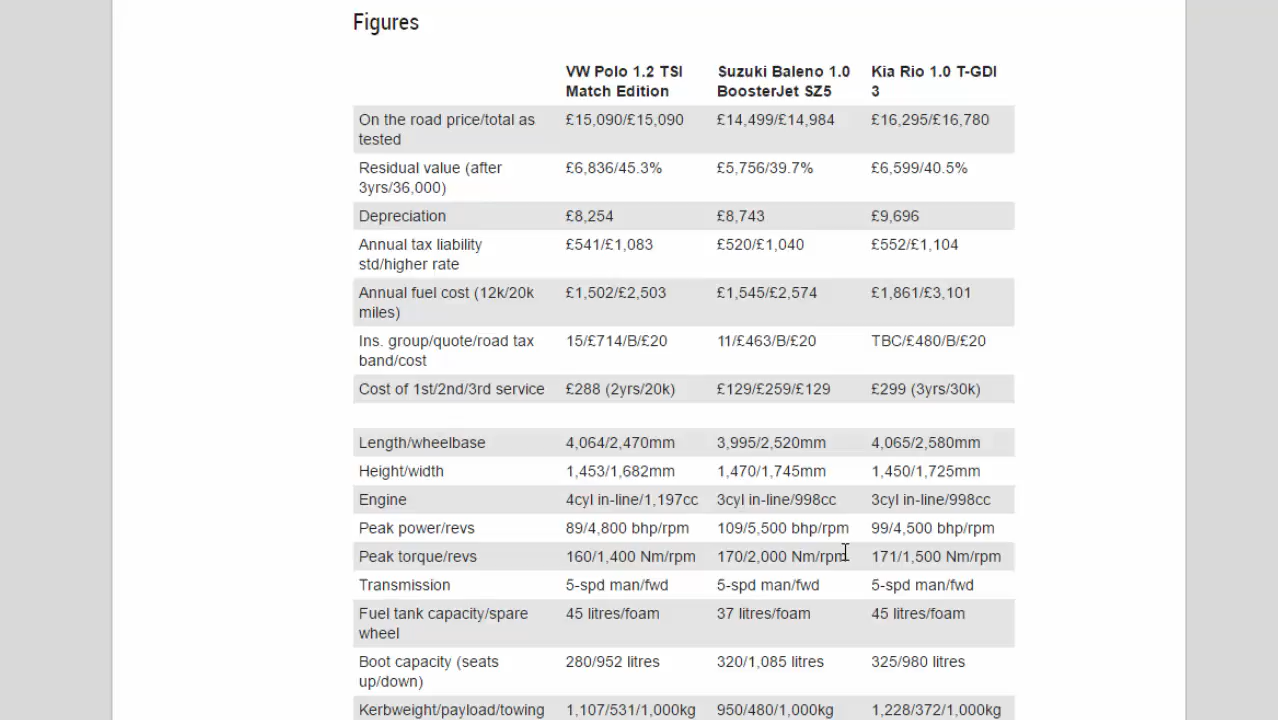 Figures
VW Polo 1.2 TSI Suzuki Baleno 1.0 Kia Rio 1.0 T-GDI
Match Edition BoosterJet SZ5 3
On the road price/total as £15,090/£15,090 £14,499/£14,984 £16,295/£16,780
tested
Residual value (after £6,836/45.3% £5,756/39.7% £6,599/40.5%
3yrs/36,000)
Depreciation £8,254 £8,743 £9,696
Annual tax liability £541/£1,083 £520/£1,040 £552/£1,104
std/higher rate
Annual fuel cost (12k/20k £1,502/£2,503 £1,545/£2,574 £1,861/£3,101
miles)
Ins. group/quote/road tax 15/£714/B/£20 11/£463/B/£20 TBC/£480/B/£20
band/cost
Cost of 1st/2nd/3rd service £288 (2yrs/20k) £129/£259/£129 £299 (3yrs/30k)
Length/wheelbase 4,064/2,470mm 3,995/2,520mm 4,065/2,580mm
Height/width 1,453/1,682mm 1,470/1,745mm 1,450/1,725mm
Engine 4cyl in-line/1,197cc 3cyl in-line/998cc 3cyl in-line/998cc
Peak power/revs 89/4,800 bhp/rpm 109/5,500 bhp/rpm 99/4,500 bhp/rpm
Peak torque/revs 160/1,400 Nm/rpm 170/2,000 Nm/rpm 171/1,500 Nm/rpm
Transmission 5-spd man/fwd 5-spd man/fwd 5-spd man/fwd
Fuel tank capacity/spare 45 litres/foam 37 litres/foam 45 litres/foam
wheel
Boot capacity (seats 280/952 litres 320/1,085 litres 325/980 litres
up/down)
Kerbweight/payload/towing 1,107/531/1,000kg 950/480/1,000kg 1,228/372/1,000kg